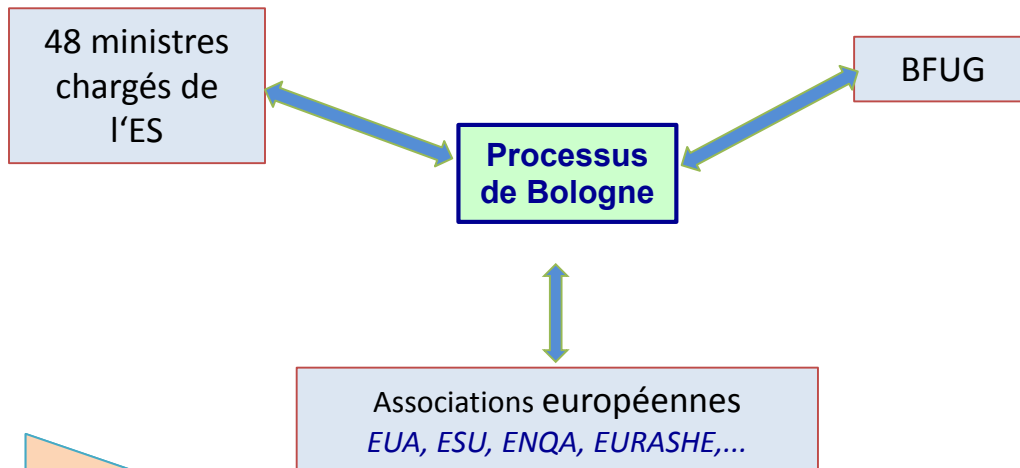 48 ministres
chargés de
l‘ES
BFUG
Processus
de Bologne
Associations européennes
EUA, ESU, ENQA, EURASHE,...